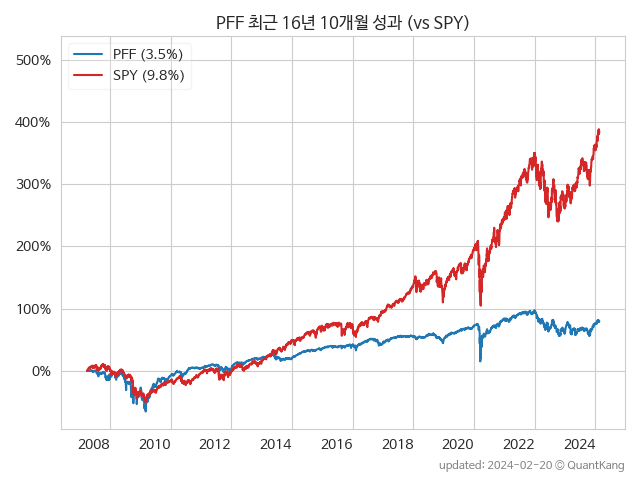 PFF 최근 16년 10개월 성과 (vs SPY)
PFF (3.5%)
SPY (9.8%)
500%
400%
300%
200%
100%
0%
2008 2010 2012 2014 2016 2018 2020 2022 2024
updated: 2024-02-20 © QuantKang